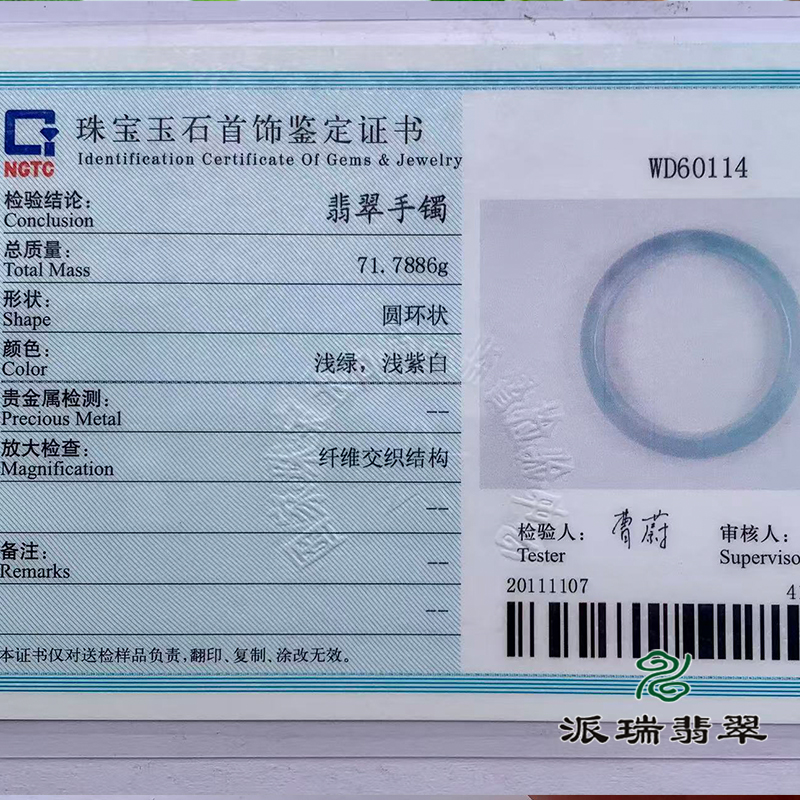 珠宝玉石首饰鉴定证书
NGTC
Identification Certificate Of Gems & Jewelry
检验结论:
Conclusion
翡翠手镯
总质量:
Total Mass
71.7886g
形状:
Shape
圆环状
颜色:
Color
浅绿，浅紫白
贵金属检测:
Precious Metal
--
放大检查:
Magnification
纤维交织结构
--
备注:
Remarks
--
--
本证书仅对送检样品负责，翻印、复制、涂改无效。
WD60114
检验人:
Tester
曹蔚
审核人:
Superviso
20111107
41
派瑞翡翠